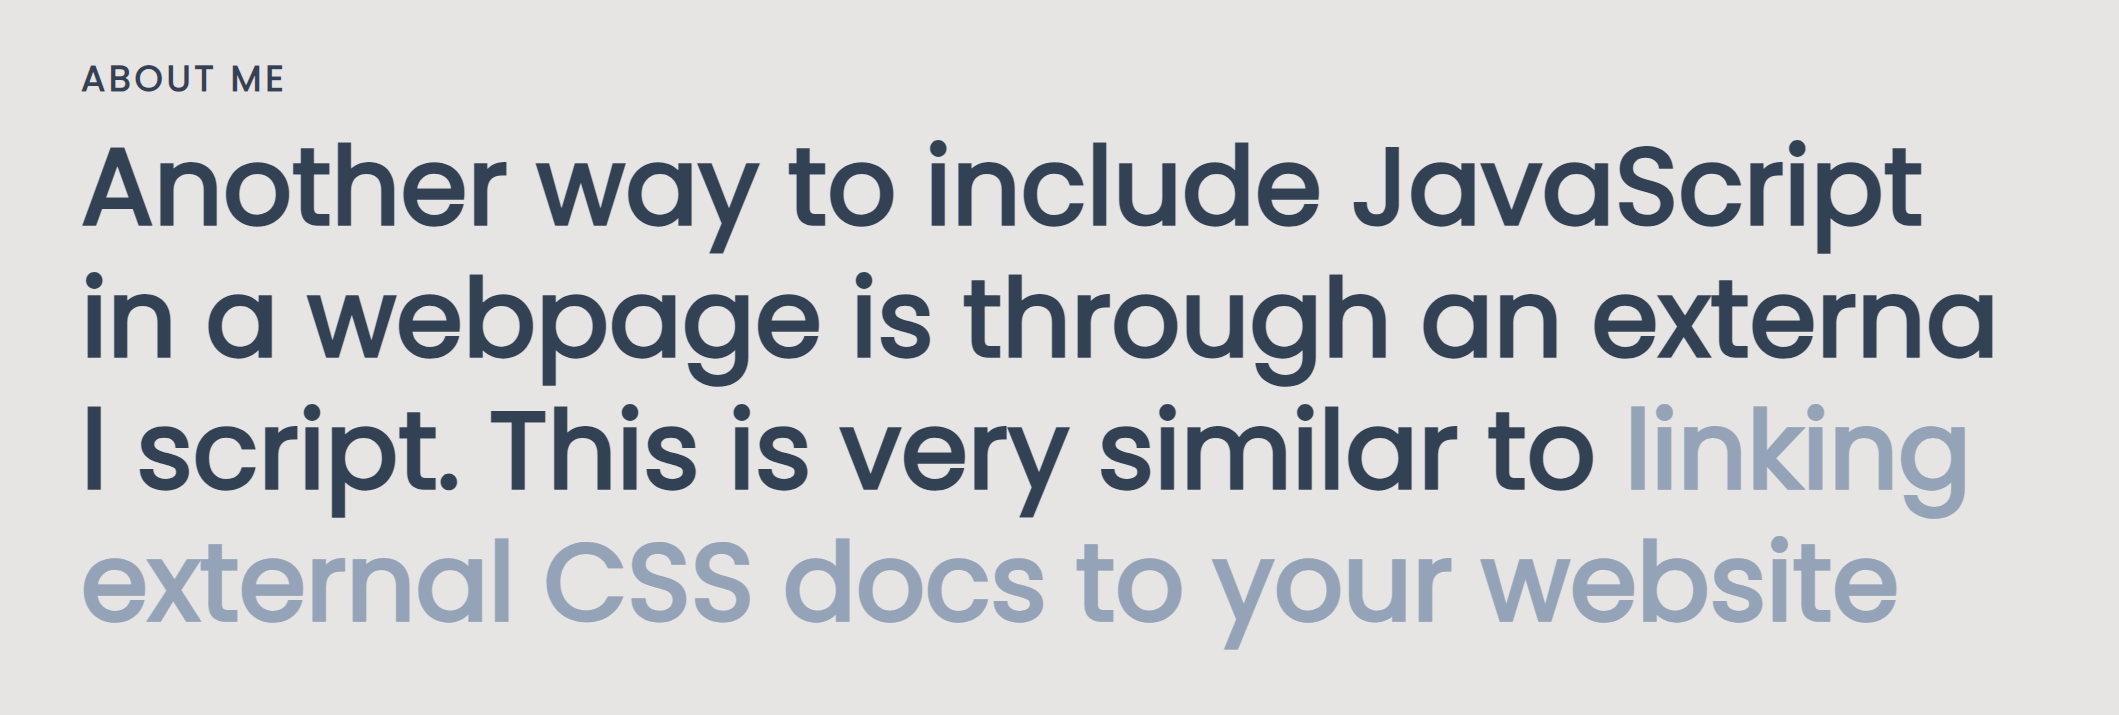 ABOUT ME
Another way to include JavaScript
in a webpage is through an externa
l script. This is very similar to linking
external CSS docs to your website